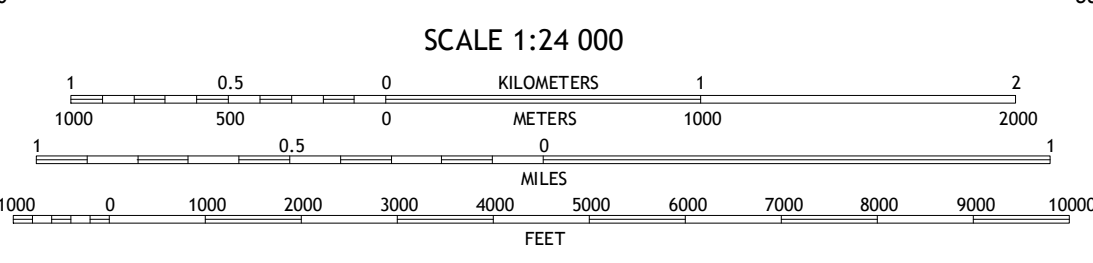 SCALE 1:24 000
1 0.5 0 KILOMETERS 1 2
1000 500 0 METERS 1000 2000
1 0.5 0 1
MILES
1000 0 1000 2000 3000 4000 5000 6000 7000 8000 9000 10000
FEET